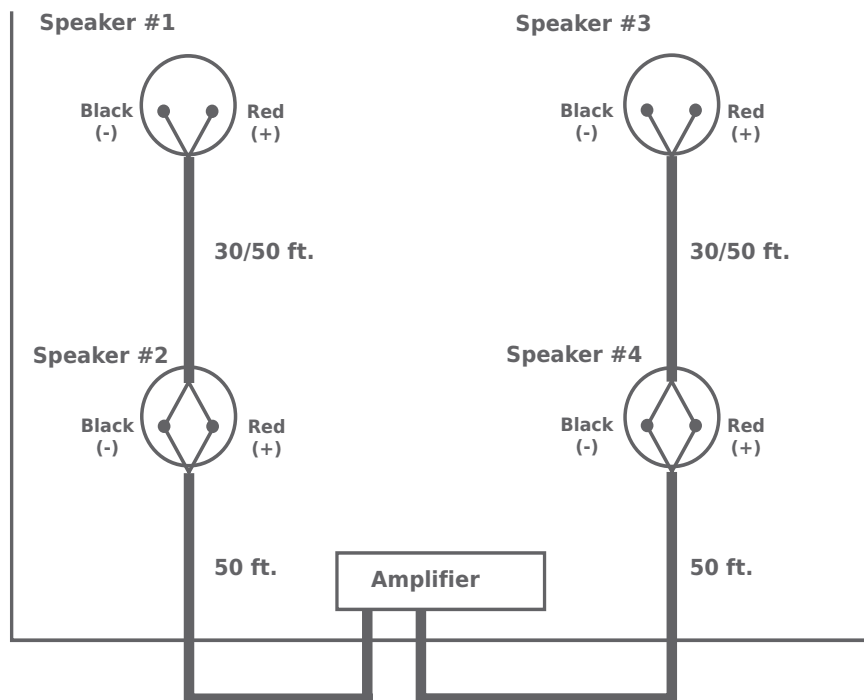 Speaker #1
Speaker #3
Black
(-)
Red
(+)
Black
(-)
Red
(+)
30/50 ft.
30/50 ft.
Speaker #2
Speaker #4
Black
(-)
Red
(+)
Black
(-)
Red
(+)
50 ft.
Amplifier
50 ft.